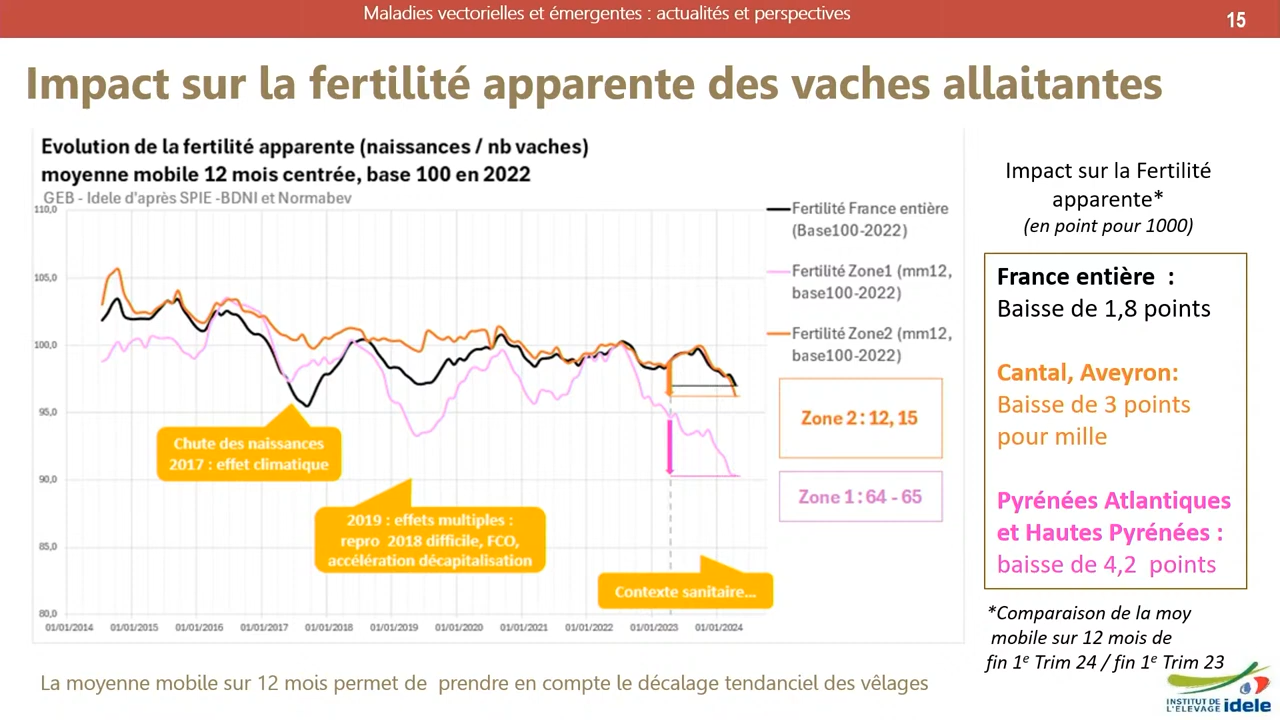 Maladies vectorielles et émergentes : actualités et perspectives
15
Impact sur la fertilité apparente des vaches allaitantes
Evolution de la fertilité apparente (naissances / nb vaches)
moyenne mobile 12 mois centrée, base 100 en 2022
GEB - Idele d'après SPIE -BDNI et Normabev
110,0
105,0
100,0
95,0
90,0
85,0
80,0
01/01/2014
01/01/2015
01/01/2016
01/01/2017
01/01/2018
01/01/2019
01/01/2020
01/01/2021
01/01/2022
01/01/2023
01/01/2024
Fertilité France entière
(Base100-2022)
Fertilité Zone1 (mm12,
base100-2022)
Fertilité Zone2 (mm12,
base100-2022)
Zone 2 : 12, 15
Zone 1 : 64 - 65
Chute des naissances
2017 : effet climatique
2019 : effets multiples :
repro 2018 difficile, FCO,
accélération décapitalisation
Contexte sanitaire...
Impact sur la Fertilité
apparente*
(en point pour 1000)
France entière :
Baisse de 1,8 points
Cantal, Aveyron:
Baisse de 3 points
pour mille
Pyrénées Atlantiques
et Hautes Pyrénées :
baisse de 4,2 points
*Comparaison de la moy
mobile sur 12 mois de
fin 1e Trim 24 / fin 1e Trim 23
La moyenne mobile sur 12 mois permet de prendre en compte le décalage tendanciel des vêlages
INSTITUT DE
L'ELEVAGE idele